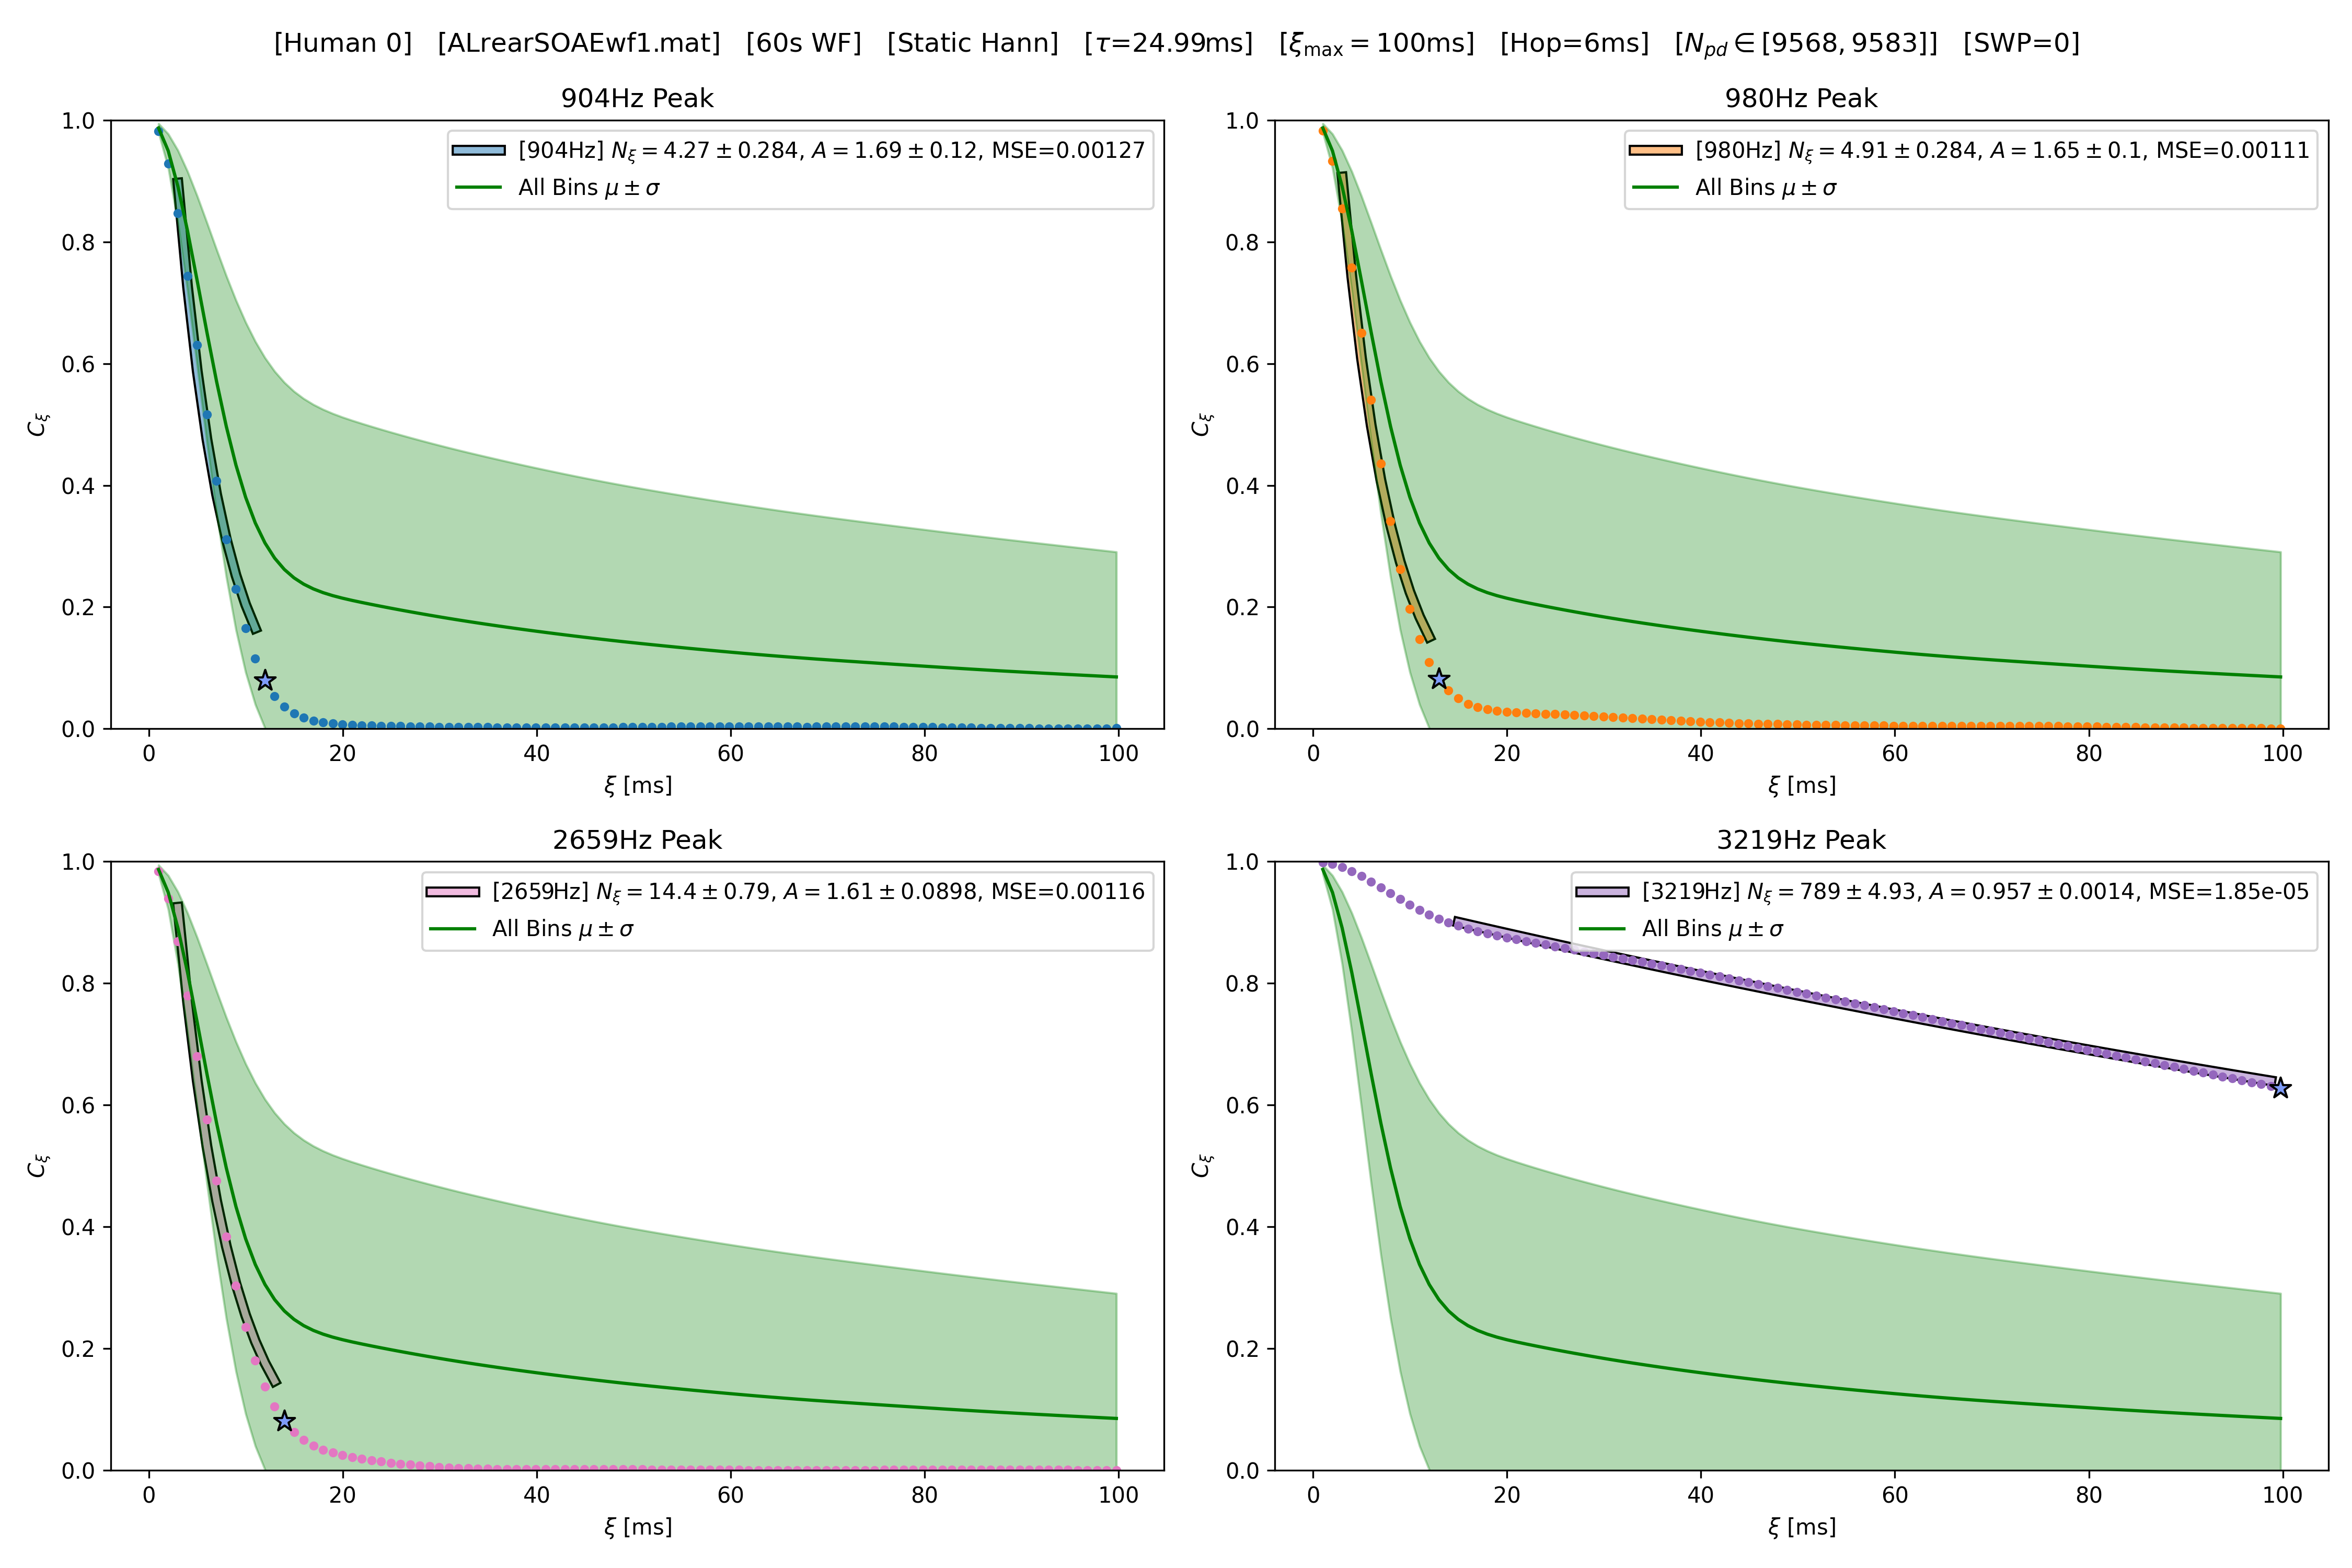 [Human 0] [ALrearSOAEwf1.mat] [60s WF] [Static Hann] [τ=24.99ms] [ξmax = 100ms] [Hop=6ms] [Npd ∈ [9568, 9583]] [SWP=0]
904Hz Peak
1.0
0.8
0.6
0.4
0.2
0.0
Cξ
[904Hz] Nξ = 4.27 ± 0.284, A = 1.69 ± 0.12, MSE=0.00127
All Bins μ ± σ
0 20 40 60 80 100
ξ [ms]
980Hz Peak
1.0
0.8
0.6
0.4
0.2
0.0
Cξ
[980Hz] Nξ = 4.91 ± 0.284, A = 1.65 ± 0.1, MSE=0.00111
All Bins μ ± σ
0 20 40 60 80 100
ξ [ms]
2659Hz Peak
1.0
0.8
0.6
0.4
0.2
0.0
Cξ
[2659Hz] Nξ = 14.4 ± 0.79, A = 1.61 ± 0.0898, MSE=0.00116
All Bins μ ± σ
0 20 40 60 80 100
ξ [ms]
3219Hz Peak
1.0
0.8
0.6
0.4
0.2
0.0
Cξ
[3219Hz] Nξ = 789 ± 4.93, A = 0.957 ± 0.0014, MSE=1.85e-05
All Bins μ ± σ
0 20 40 60 80 100
ξ [ms]